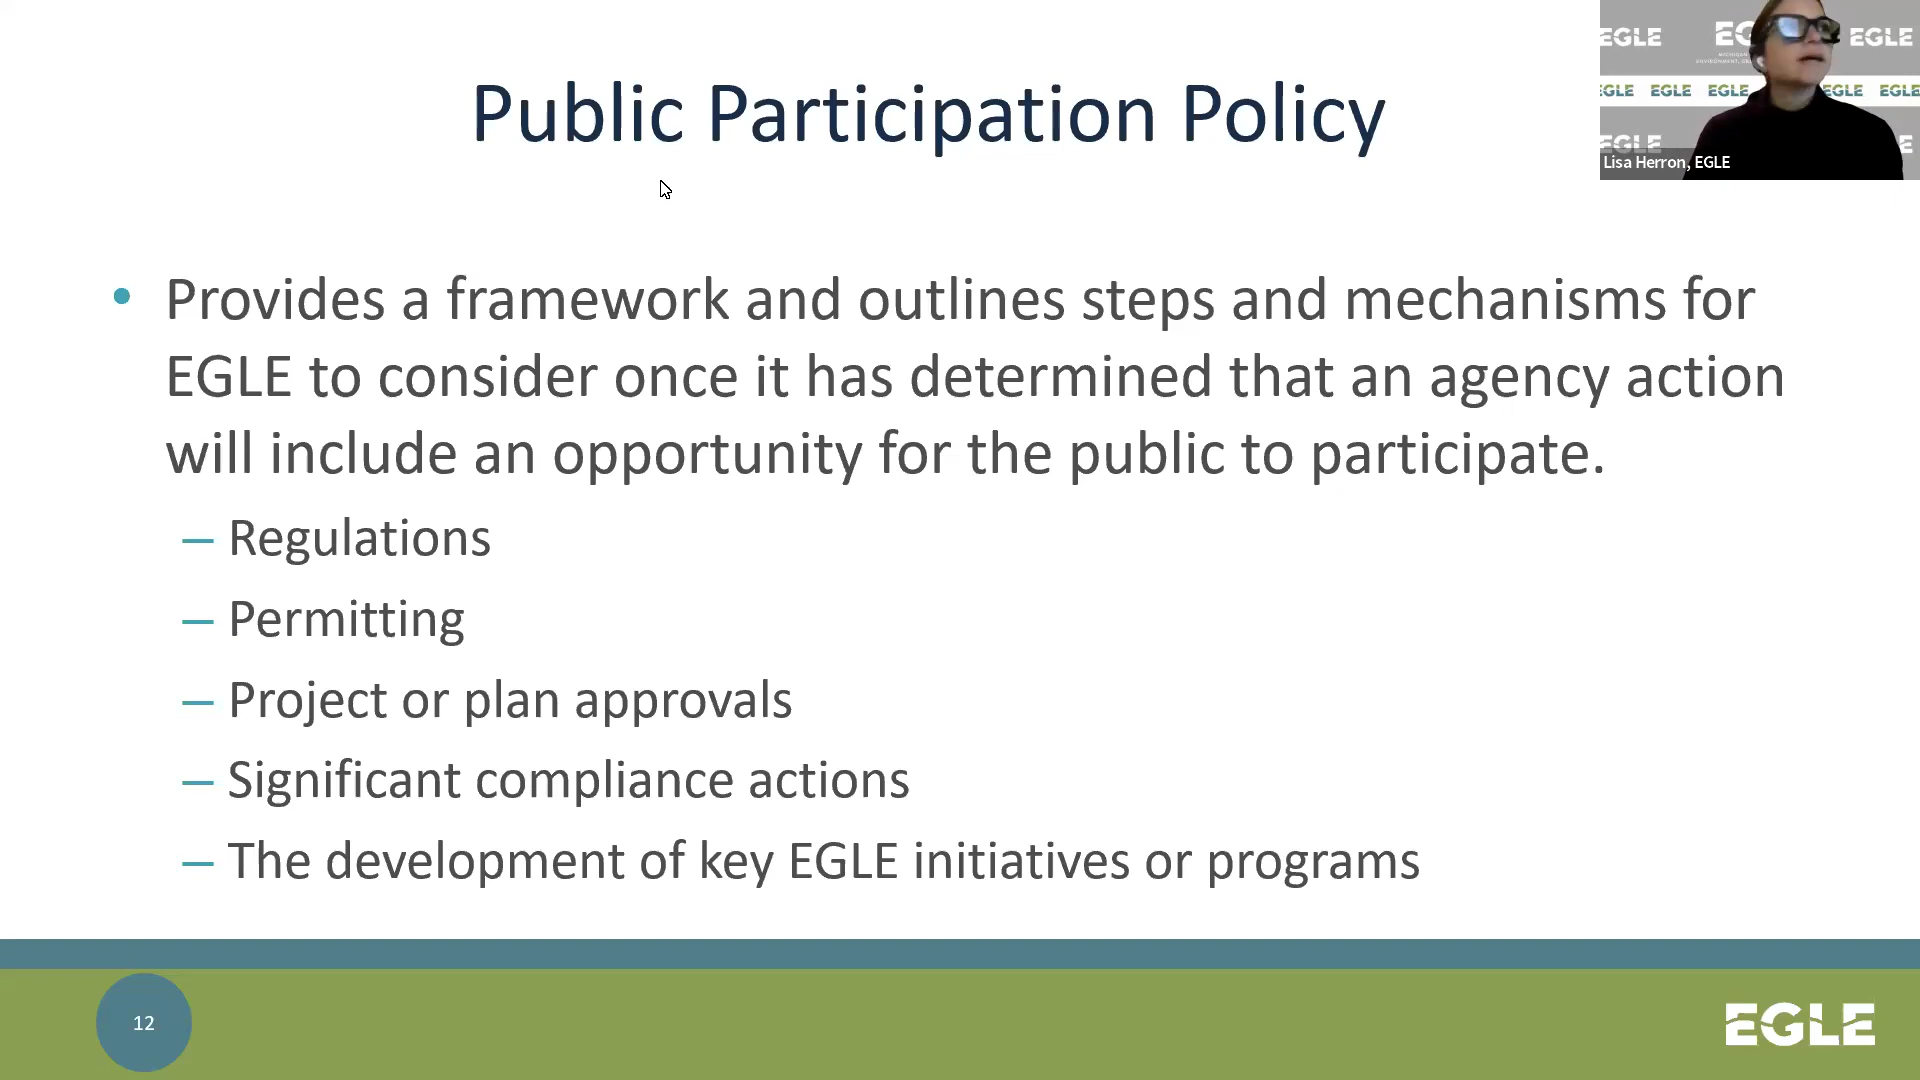 Public Participation Policy
EGLE EG EGLE
EGLE EGLE EGLE EGLE EGLE
EGLE
Lisa Herron, EGLE
• Provides a framework and outlines steps and mechanisms for
EGLE to consider once it has determined that an agency action
will include an opportunity for the public to participate.
– Regulations
– Permitting
– Project or plan approvals
– Significant compliance actions
– The development of key EGLE initiatives or programs
12
EGLE